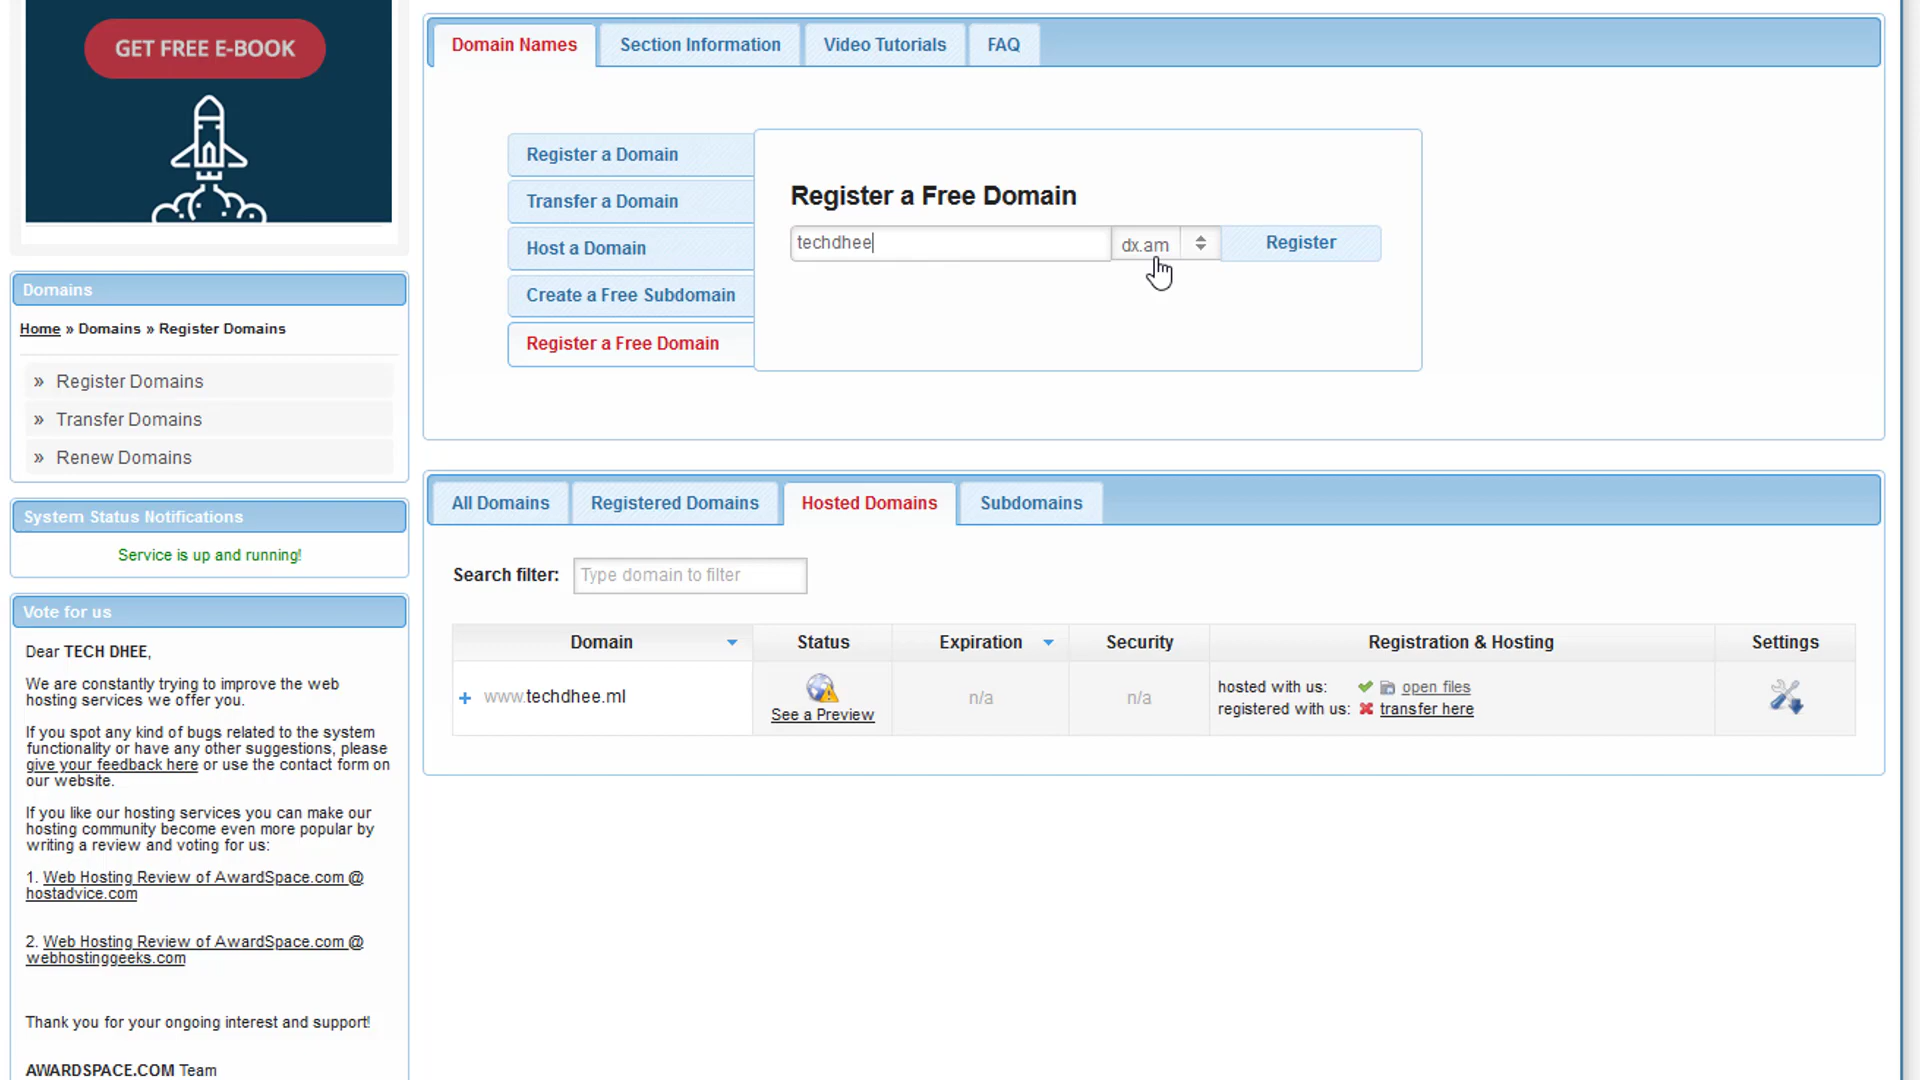 GET FREE E-BOOK
Domains
Home » Domains » Register Domains
» Register Domains
» Transfer Domains
» Renew Domains
System Status Notifications
Service is up and running!
Vote for us
Dear TECH DHEE,
We are constantly trying to improve the web
hosting services we offer you.
If you spot any kind of bugs related to the system
functionality or have any other suggestions, please
give your feedback here or use the contact form on
our website.
If you like our hosting services you can make our
hosting community become even more popular by
writing a review and voting for us:
1. Web Hosting Review of AwardSpace.com @
hostadvice.com
2. Web Hosting Review of AwardSpace.com @
webhostinggeeks.com
Thank you for your ongoing interest and support!
AWARDSPACE.COM Team
Domain Names Section Information Video Tutorials FAQ
Register a Domain
Transfer a Domain
Host a Domain
Create a Free Subdomain
Register a Free Domain
Register a Free Domain
techdhee dx.am Register
All Domains Registered Domains Hosted Domains Subdomains
Search filter: Type domain to filter
Domain Status Expiration Security Registration & Hosting Settings
+ www.techdhee.ml See a Preview n/a n/a
hosted with us: open files
registered with us: transfer here